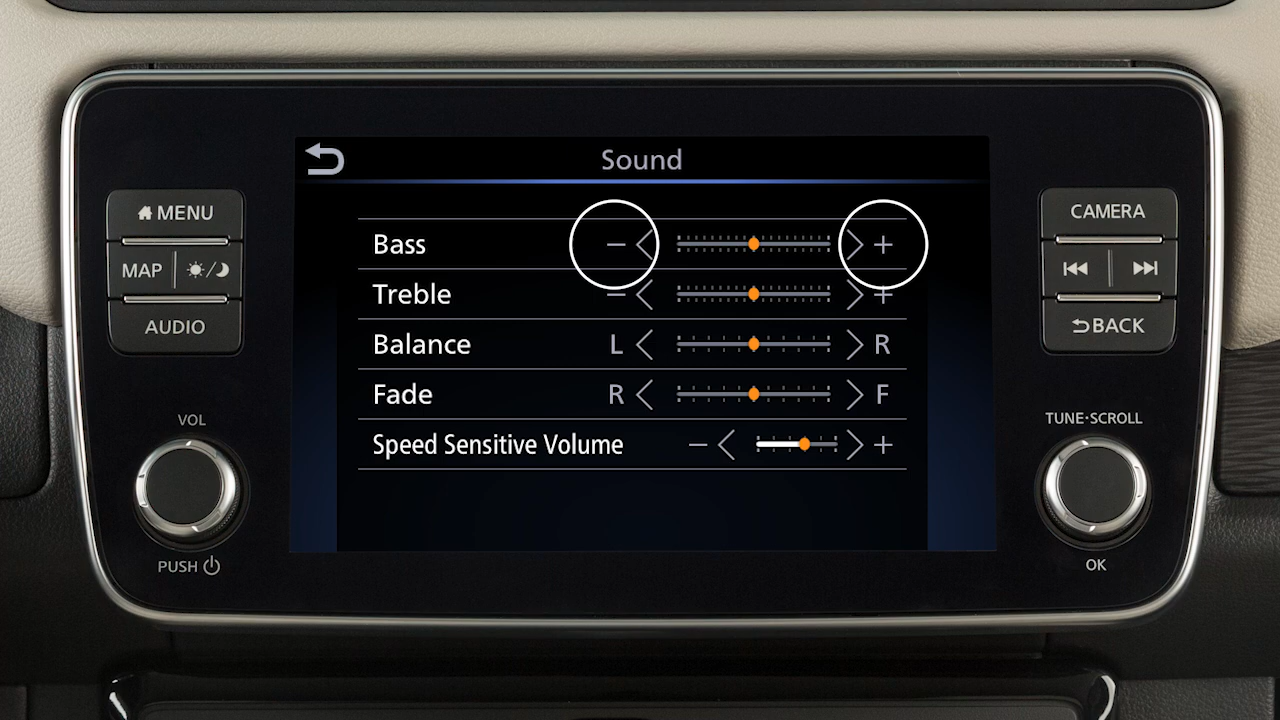 Sound
MENU
MAP
AUDIO
VOL
PUSH
Bass − +
Treble − +
Balance L R
Fade R F
Speed Sensitive Volume − +
CAMERA
BACK
TUNE·SCROLL
OK